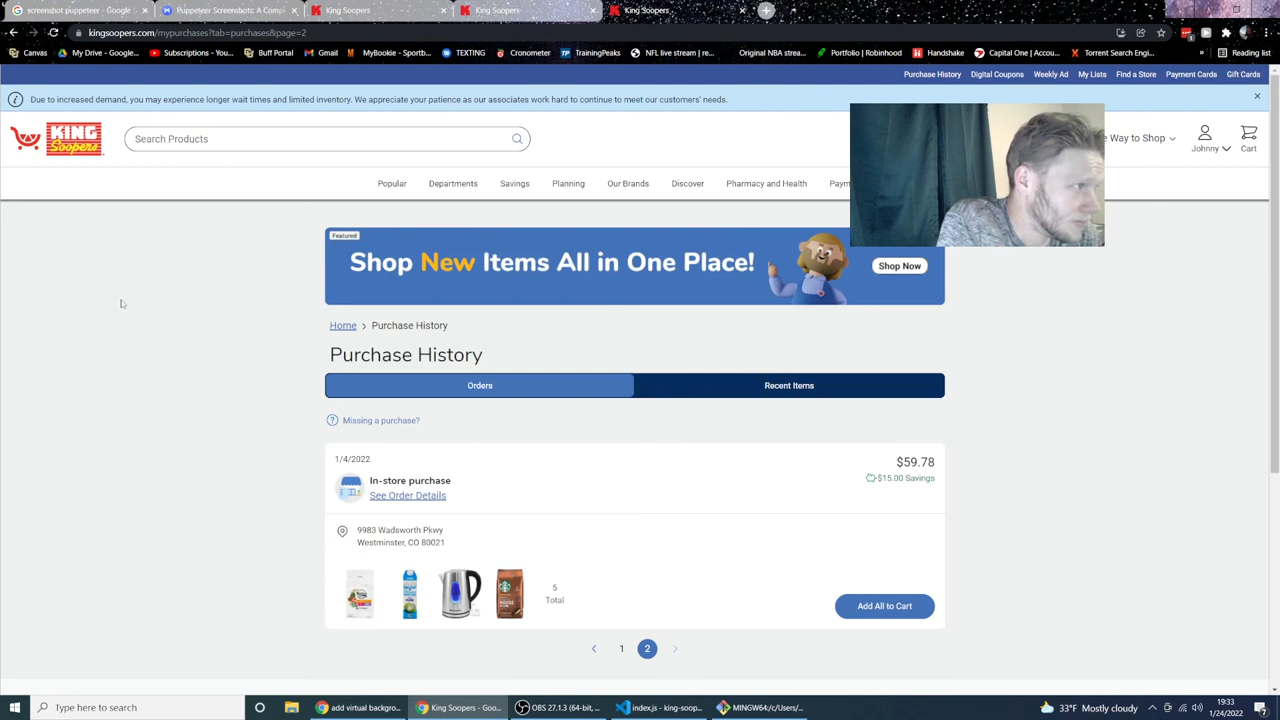 screenshot puppeteer - Google S
Puppeteer Screenshots: A Comp
King Soopers
King Soopers
King Soopers
kingsoopers.com/mypurchases?tab=purchases&page=2
Canvas
My Drive - Google...
Subscriptions - You...
Buff Portal
Gmail
MyBookie - Sportb...
TEXTING
Cronometer
TrainingPeaks
NFL live stream | re...
Original NBA strea...
Portfolio | Robinhood
Handshake
Capital One | Accou...
Torrent Search Engi...
»
Reading list
Purchase History
Digital Coupons
Weekly Ad
My Lists
Find a Store
Payment Cards
Gift Cards
Due to increased demand, you may experience longer wait times and limited inventory. We appreciate your patience as our associates work hard to continue to meet our customers' needs.
KING
Soopers
Search Products
e Way to Shop
Johnny
Cart
Popular
Departments
Savings
Planning
Our Brands
Discover
Pharmacy and Health
Paym
Featured
Shop New Items All in One Place!
Shop Now
Home > Purchase History
Purchase History
Orders
Recent Items
Missing a purchase?
1/4/2022
$59.78
In-store purchase
$15.00 Savings
See Order Details
9983 Wadsworth Pkwy
Westminster, CO 80021
5
Total
Add All to Cart
1
2
Type here to search
add virtual backgro...
King Soopers - Goo...
OBS 27.1.3 (64-bit, ...
index.js - king-soop...
MINGW64:/c/Users/...
33°F Mostly cloudy
19:33
1/24/2022